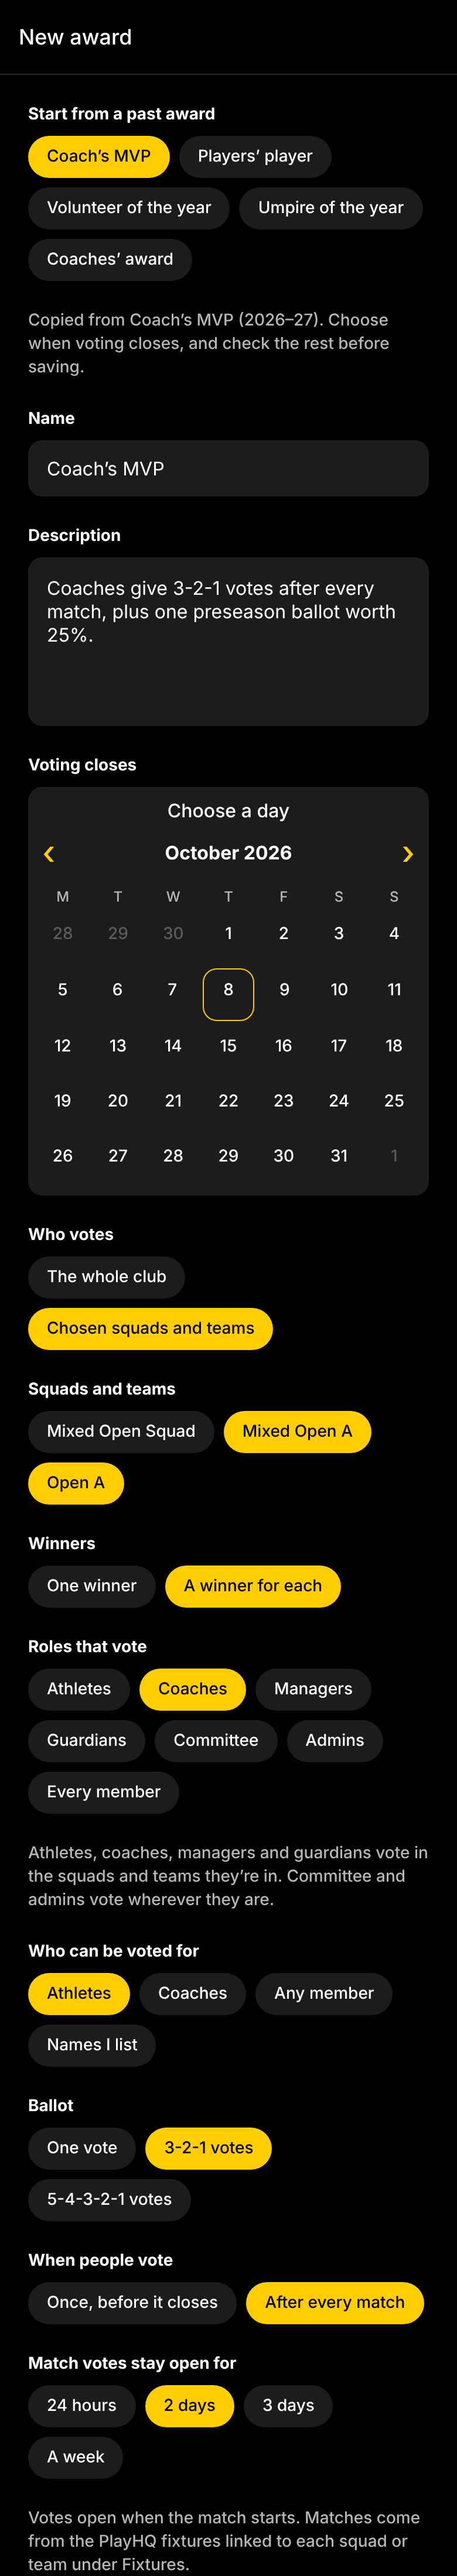 New award
Start from a past award
Coach’s MVP
Players’ player
Volunteer of the year
Umpire of the year
Coaches’ award
Copied from Coach’s MVP (2026–27). Choose
when voting closes, and check the rest before
saving.
Name
Coach’s MVP
Description
Coaches give 3-2-1 votes after every
match, plus one preseason ballot worth
25%.
Voting closes
Choose a day
‹ October 2026 ›
M T W T F S S
28 29 30 1 2 3 4
5 6 7 8 9 10 11
12 13 14 15 16 17 18
19 20 21 22 23 24 25
26 27 28 29 30 31 1
Who votes
The whole club
Chosen squads and teams
Squads and teams
Mixed Open Squad
Mixed Open A
Open A
Winners
One winner
A winner for each
Roles that vote
Athletes
Coaches
Managers
Guardians
Committee
Admins
Every member
Athletes, coaches, managers and guardians vote in
the squads and teams they’re in. Committee and
admins vote wherever they are.
Who can be voted for
Athletes
Coaches
Any member
Names I list
Ballot
One vote
3-2-1 votes
5-4-3-2-1 votes
When people vote
Once, before it closes
After every match
Match votes stay open for
24 hours
2 days
3 days
A week
Votes open when the match starts. Matches come
from the PlayHQ fixtures linked to each squad or
team under Fixtures.